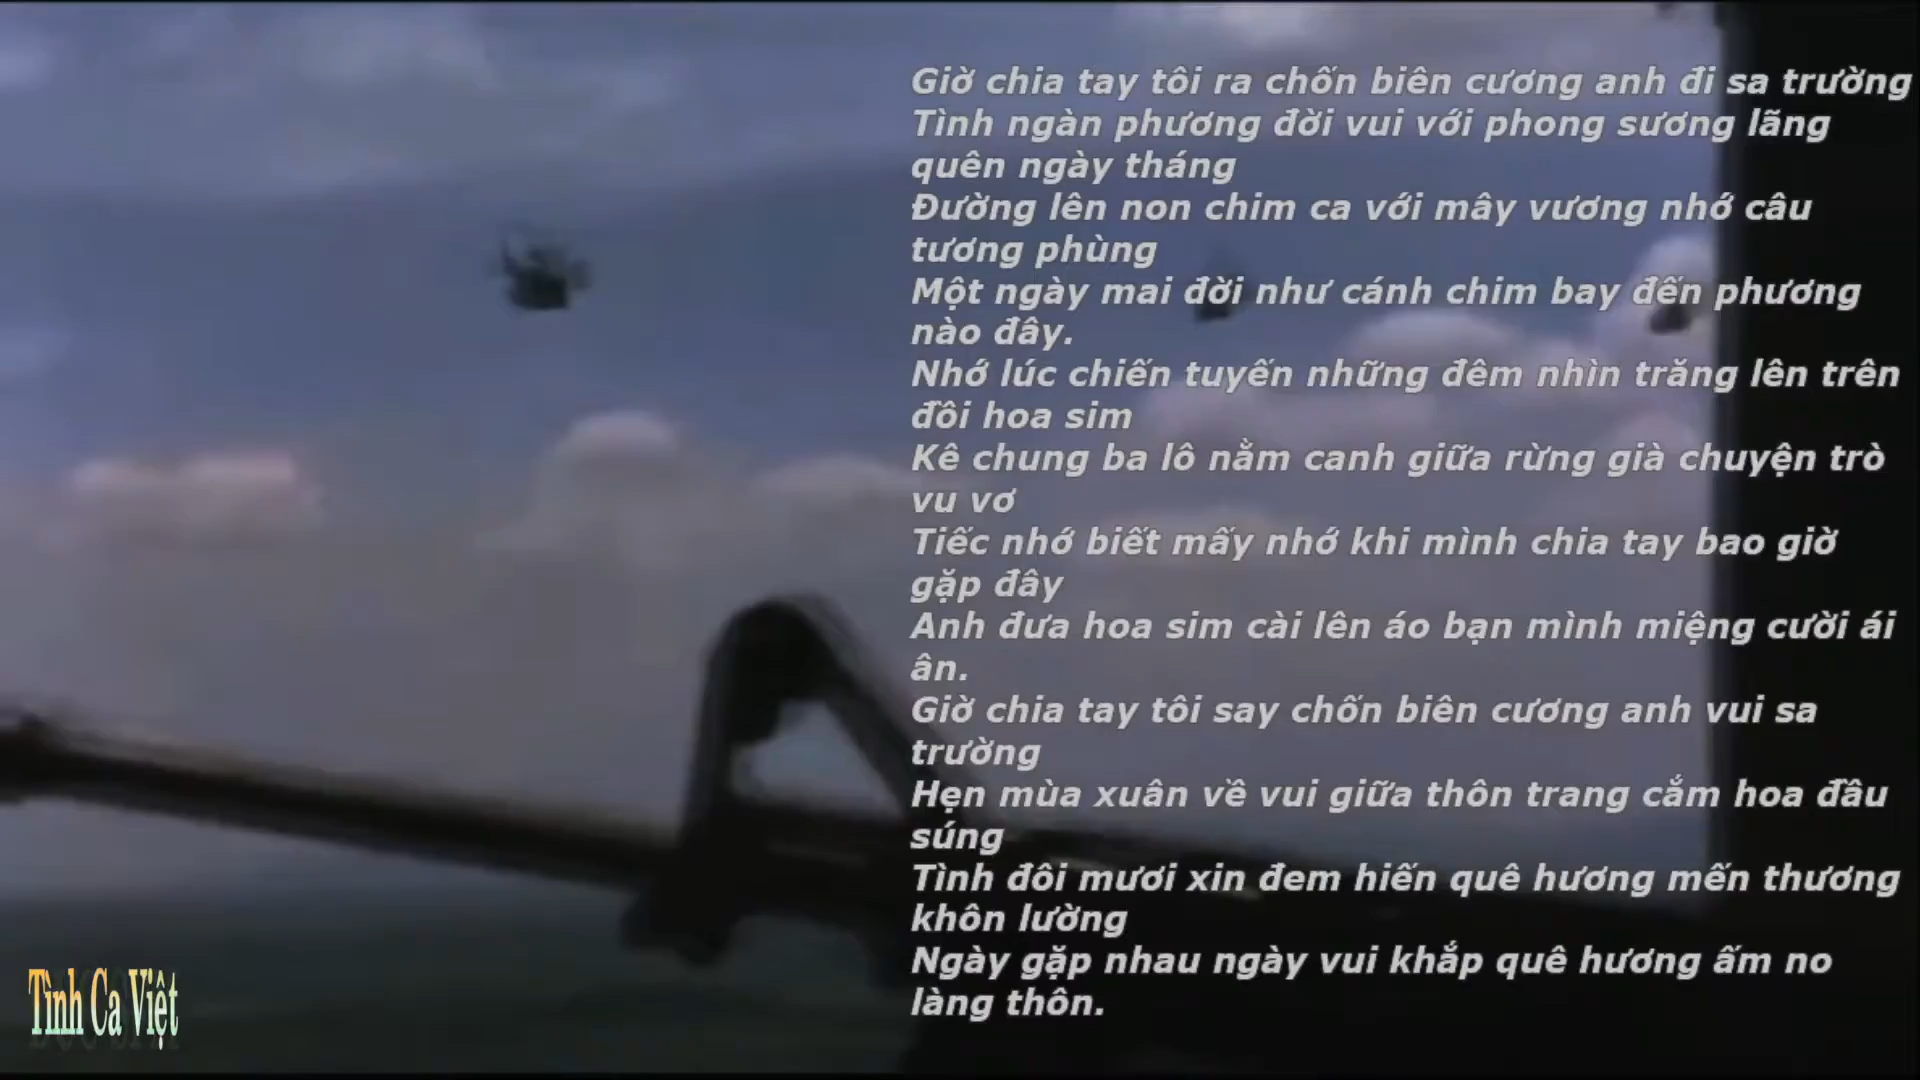 Giờ chia tay tôi ra chốn biên cương anh đi sa trường
Tình ngàn phương đời vui với phong sương lãng
quên ngày tháng
Đường lên non chim ca với mây vương nhớ câu
tương phùng
Một ngày mai đời như cánh chim bay đến phương
nào đây.
Nhớ lúc chiến tuyến những đêm nhìn trăng lên trên
đồi hoa sim
Kê chung ba lô nằm canh giữa rừng già chuyện trò
vu vơ
Tiếc nhớ biết mấy nhớ khi mình chia tay bao giờ
gặp đây
Anh đưa hoa sim cài lên áo bạn mình miệng cười ái
ân.
Giờ chia tay tôi say chốn biên cương anh vui sa
trường
Hẹn mùa xuân về vui giữa thôn trang cắm hoa đầu
súng
Tình đôi mươi xin đem hiến quê hương mến thương
khôn lường
Ngày gặp nhau ngày vui khắp quê hương ấm no
làng thôn.
Tình Ca Việt